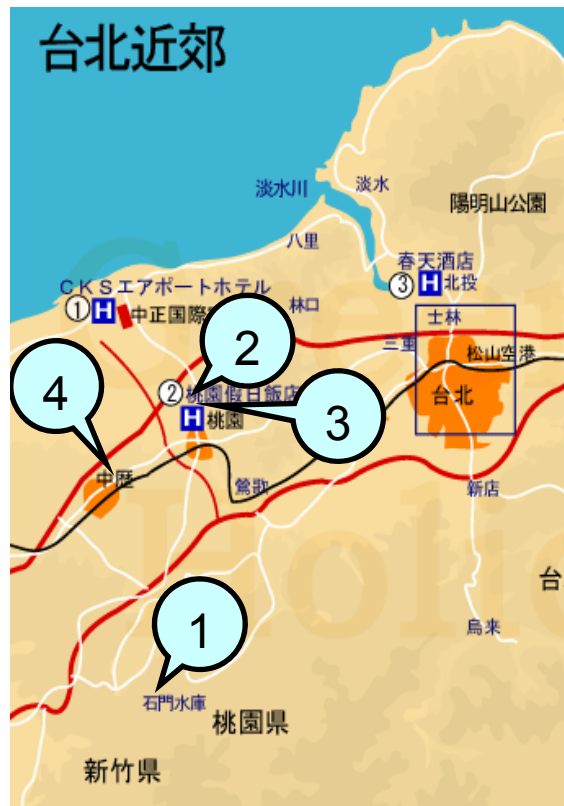 台北近郊
淡水川
淡水
陽明山公園
八里
春天酒店
③
H
北投
CKSエアポートホテル
①
H
中正国際
林口
士林
2
三重
松山空港
4
②
桃園假日飯店
3
台北
H
桃園
中歴
鶯歌
新店
台
1
烏来
石門水庫
桃園県
新竹県